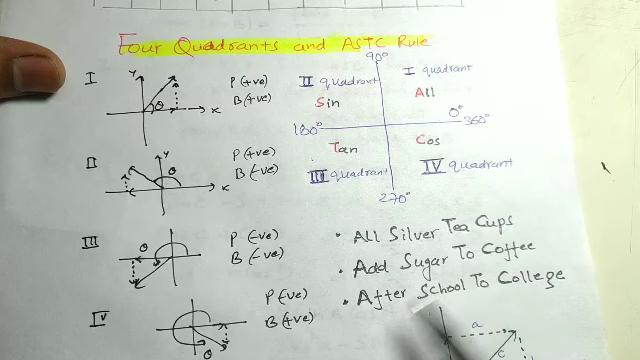 Four Quadrants and ASTC Rule
I
Y
θ
x
P (+ve)
B (+ve)
II
y
θ
x
P (+ve)
B (-ve)
III
θ
P (-ve)
B (-ve)
IV
θ
P (-ve)
B (+ve)
90°
II quadrant
I quadrant
Sin
All
180°
0°
360°
Tan
Cos
III quadrant
IV quadrant
270°
• All Silver Tea Cups
• Add Sugar To Coffee
• After School To College
a
c